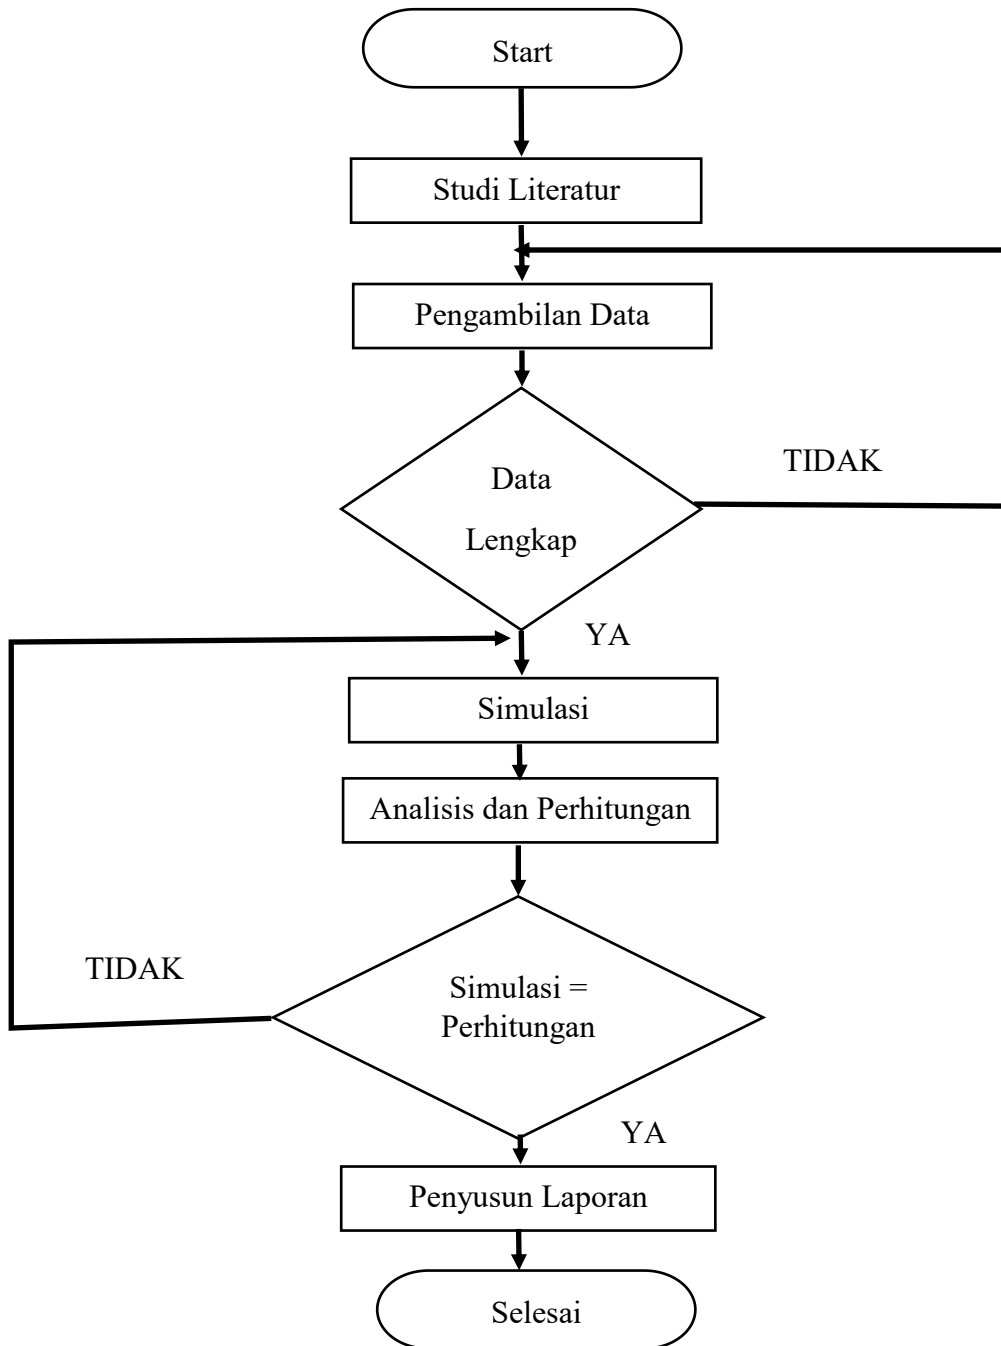 Start
Studi Literatur
Pengambilan Data
Data
Lengkap
TIDAK
YA
Simulasi
Analisis dan Perhitungan
Simulasi =
Perhitungan
TIDAK
YA
Penyusun Laporan
Selesai